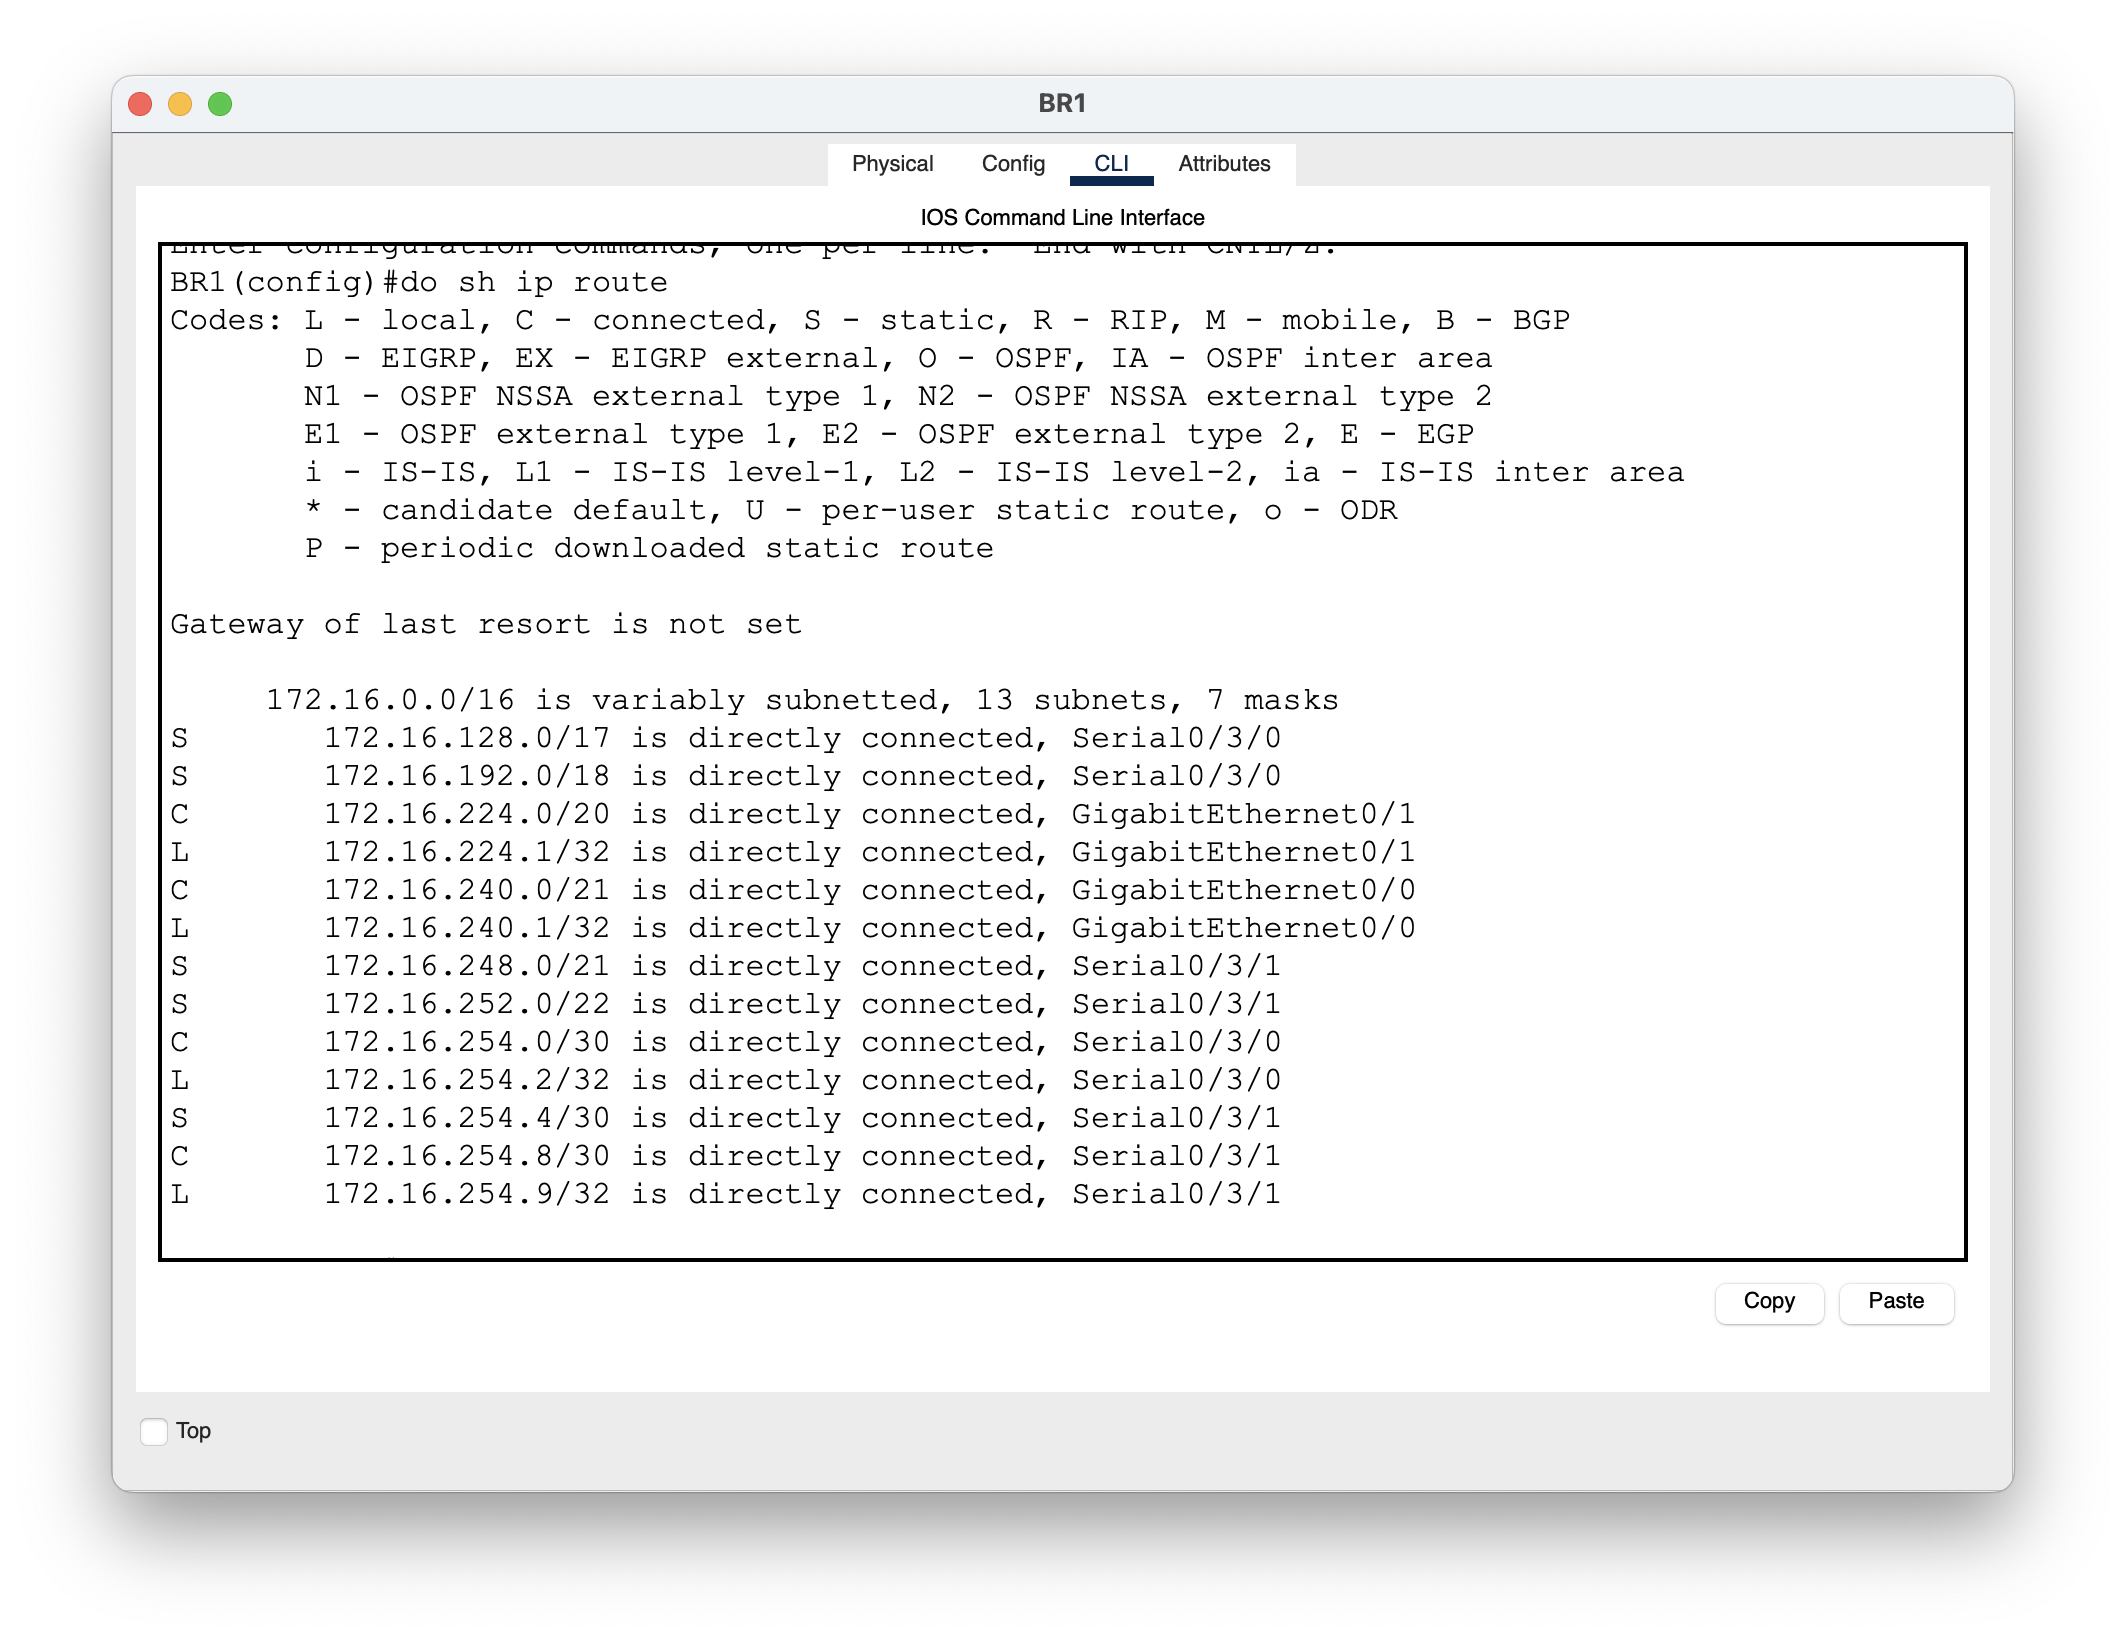 BR1
Physical Config CLI Attributes
IOS Command Line Interface
Enter configuration commands, one per line.  End with CNTL/Z.
BR1(config)#do sh ip route
Codes: L - local, C - connected, S - static, R - RIP, M - mobile, B - BGP
       D - EIGRP, EX - EIGRP external, O - OSPF, IA - OSPF inter area
       N1 - OSPF NSSA external type 1, N2 - OSPF NSSA external type 2
       E1 - OSPF external type 1, E2 - OSPF external type 2, E - EGP
       i - IS-IS, L1 - IS-IS level-1, L2 - IS-IS level-2, ia - IS-IS inter area
       * - candidate default, U - per-user static route, o - ODR
       P - periodic downloaded static route
Gateway of last resort is not set
     172.16.0.0/16 is variably subnetted, 13 subnets, 7 masks
S       172.16.128.0/17 is directly connected, Serial0/3/0
S       172.16.192.0/18 is directly connected, Serial0/3/0
C       172.16.224.0/20 is directly connected, GigabitEthernet0/1
L       172.16.224.1/32 is directly connected, GigabitEthernet0/1
C       172.16.240.0/21 is directly connected, GigabitEthernet0/0
L       172.16.240.1/32 is directly connected, GigabitEthernet0/0
S       172.16.248.0/21 is directly connected, Serial0/3/1
S       172.16.252.0/22 is directly connected, Serial0/3/1
C       172.16.254.0/30 is directly connected, Serial0/3/0
L       172.16.254.2/32 is directly connected, Serial0/3/0
S       172.16.254.4/30 is directly connected, Serial0/3/1
C       172.16.254.8/30 is directly connected, Serial0/3/1
L       172.16.254.9/32 is directly connected, Serial0/3/1
Copy Paste
Top